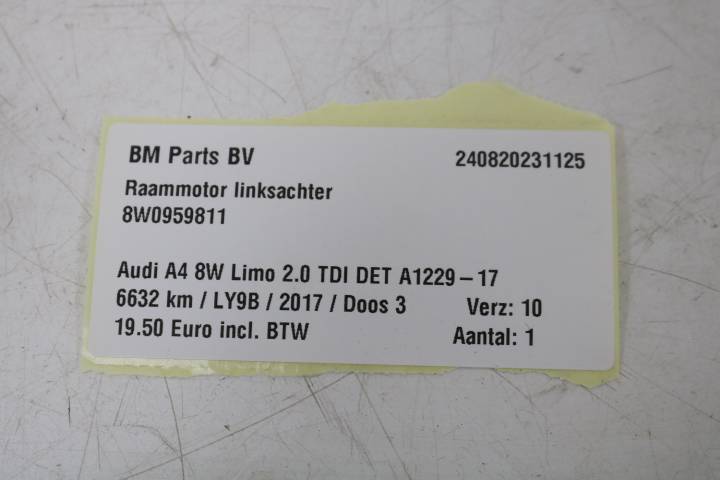 BM Parts BV 240820231125
Raammotor linksachter
8W0959811
Audi A4 8W Limo 2.0 TDI DET A1229-17
6632 km / LY9B / 2017 / Doos 3 Verz: 10
19.50 Euro incl. BTW Aantal: 1